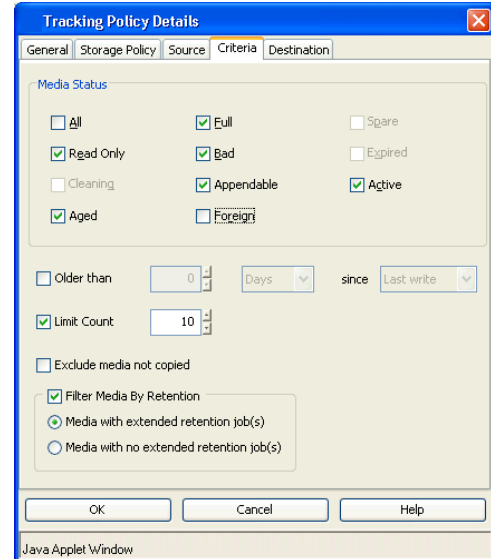 Tracking Policy Details
General Storage Policy Source Criteria Destination
Media Status
All Full Spare
Read Only Bad Expired
Cleaning Appendable Active
Aged Foreign
Older than 0 Days since Last write
Limit Count 10
Exclude media not copied
Filter Media By Retention
Media with extended retention job(s)
Media with no extended retention job(s)
OK Cancel Help
Java Applet Window